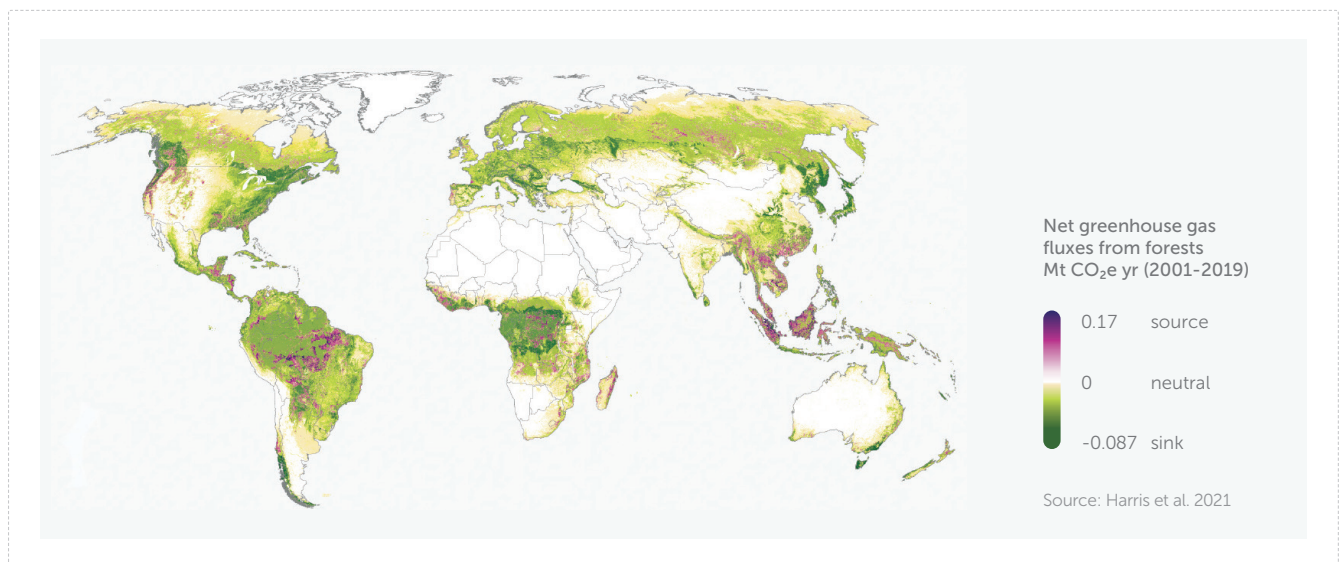 Net greenhouse gas
fluxes from forests
Mt CO₂e yr (2001-2019)
0.17 source
0 neutral
-0.087 sink
Source: Harris et al. 2021